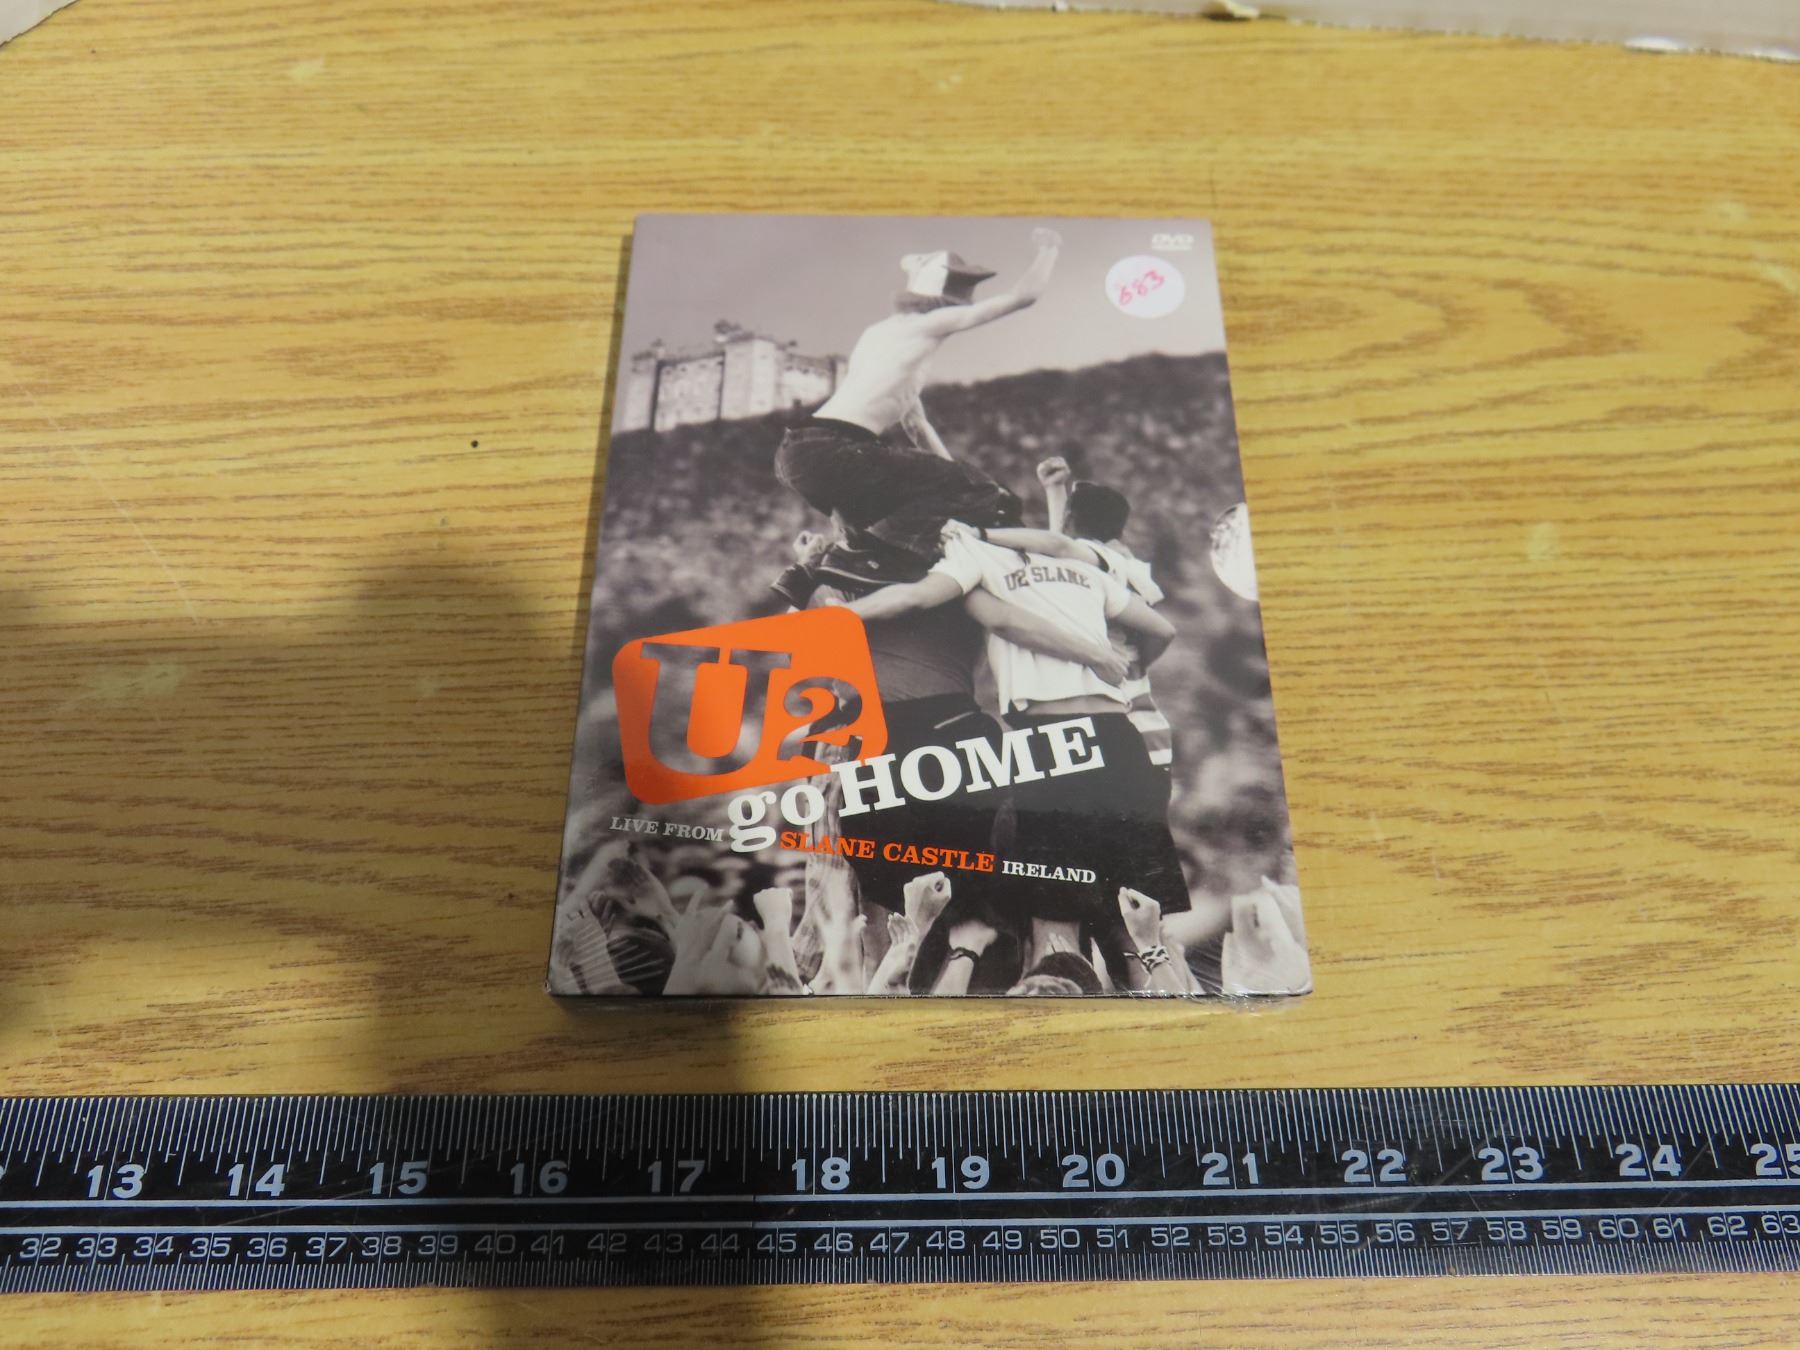 DVD
683
U2 SLANE
U2
go HOME
LIVE FROM SLANE CASTLE IRELAND
13 14 15 16 17 18 19 20 21 22 23 24 25
32 33 34 35 36 37 38 39 40 41 42 43 44 45 46 47 48 49 50 51 52 53 54 55 56 57 58 59 60 61 62 63